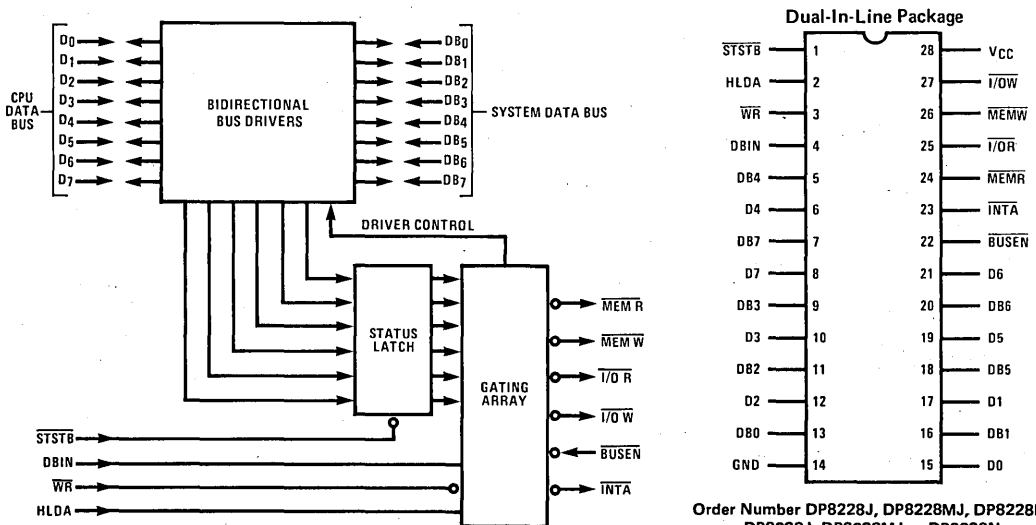 D0
D1
D2
D3
D4
D5
D6
D7
CPU
DATA
BUS
BIDIRECTIONAL
BUS DRIVERS
DB0
DB1
DB2
DB3
DB4
DB5
DB6
DB7
SYSTEM DATA BUS
DRIVER CONTROL
STATUS
LATCH
GATING
ARRAY
MEM R
MEM W
I/O R
I/O W
BUSEN
INTA
STSTB
DBIN
WR
HLDA
Dual-In-Line Package
STSTB 1 28 VCC
HLDA 2 27 I/OW
WR 3 26 MEMW
DBIN 4 25 I/OR
DB4 5 24 MEMR
D4 6 23 INTA
DB7 7 22 BUSEN
D7 8 21 D6
DB3 9 20 DB6
D3 10 19 D5
DB2 11 18 DB5
D2 12 17 D1
DB0 13 16 DB1
GND 14 15 D0
Order Number DP8228J, DP8228MJ, DP8228